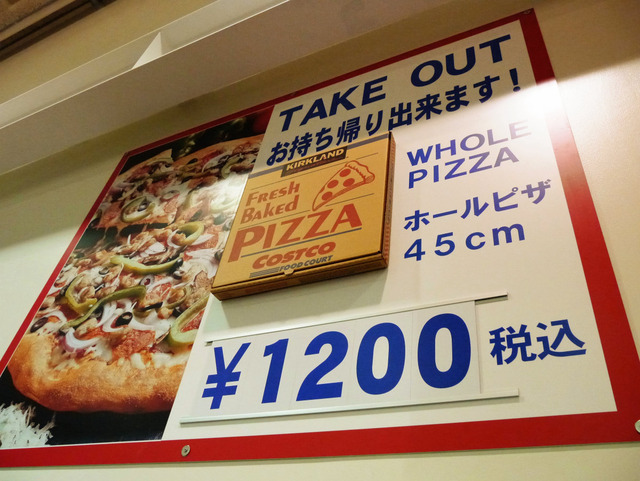 TAKE OUT
お持ち帰り出来ます!
KIRKLAND
FRESH
BAKED
PIZZA
COSTCO
FOOD COURT
WHOLE
PIZZA
ホールピザ
45cm
¥1200 税込